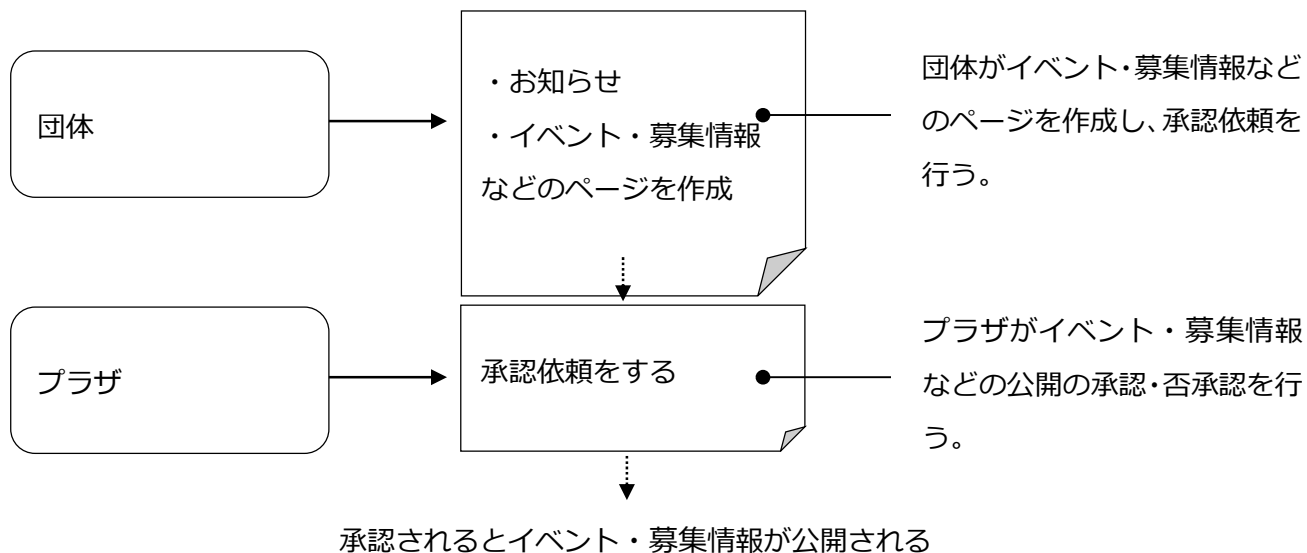 団体
・お知らせ
・イベント・募集情報
などのページを作成
団体がイベント・募集情報など
のページを作成し、承認依頼を
行う。
プラザ
承認依頼をする
プラザがイベント・募集情報
などの公開の承認・否承認を行
う。
承認されるとイベント・募集情報が公開される